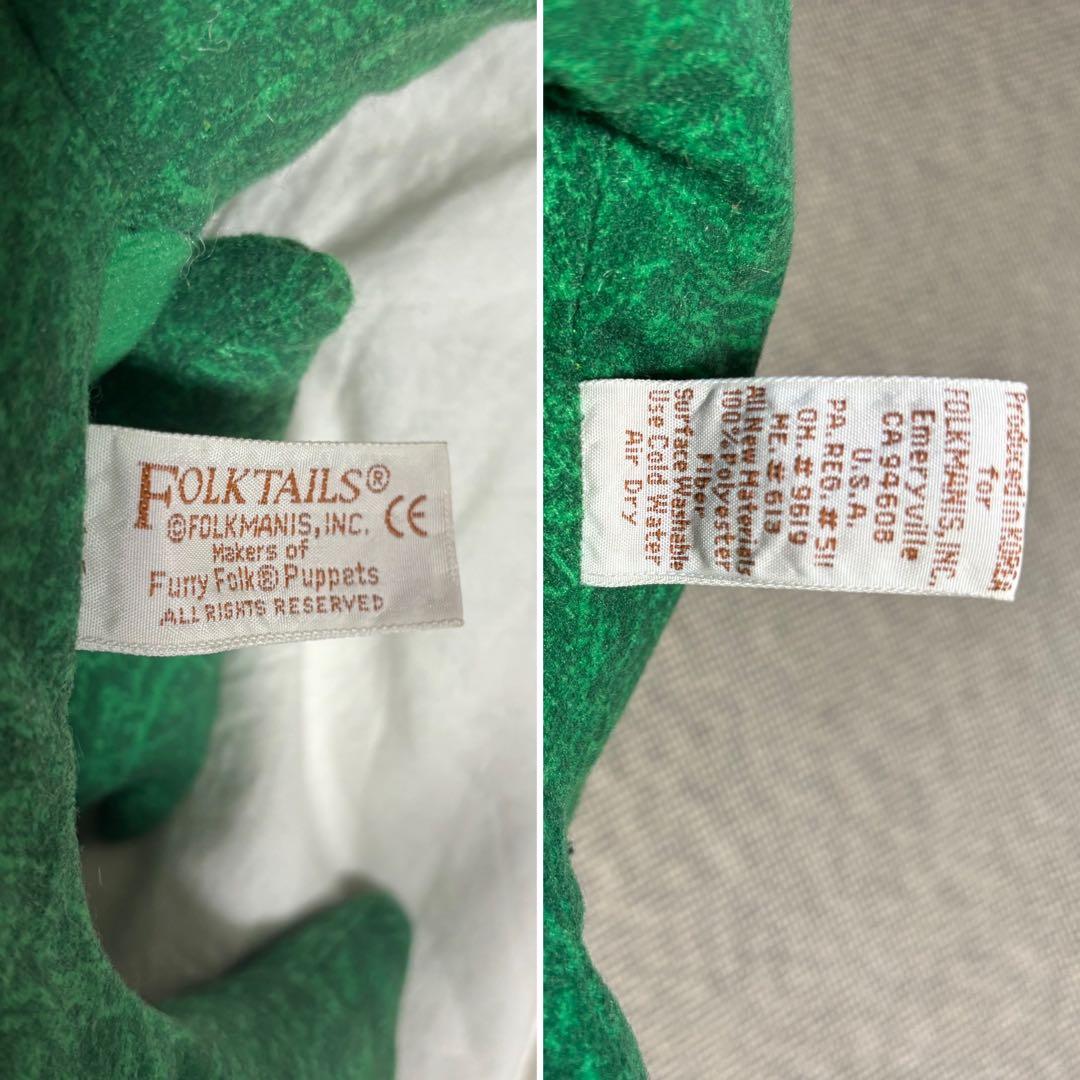 FOLKTAILS®
©FOLKMANIS, INC. CE
Makers of
Furry Folk® Puppets
ALL RIGHTS RESERVED
Produced in KOREA
for
FOLKMANIS, INC.
Emeryville
CA 94608
U.S.A.
PA. REG. # 511
OH. # 9619
ME. # 613
All New Materials
100% Polyester
Fiber
Surface Washable
Use Cold Water
Air Dry